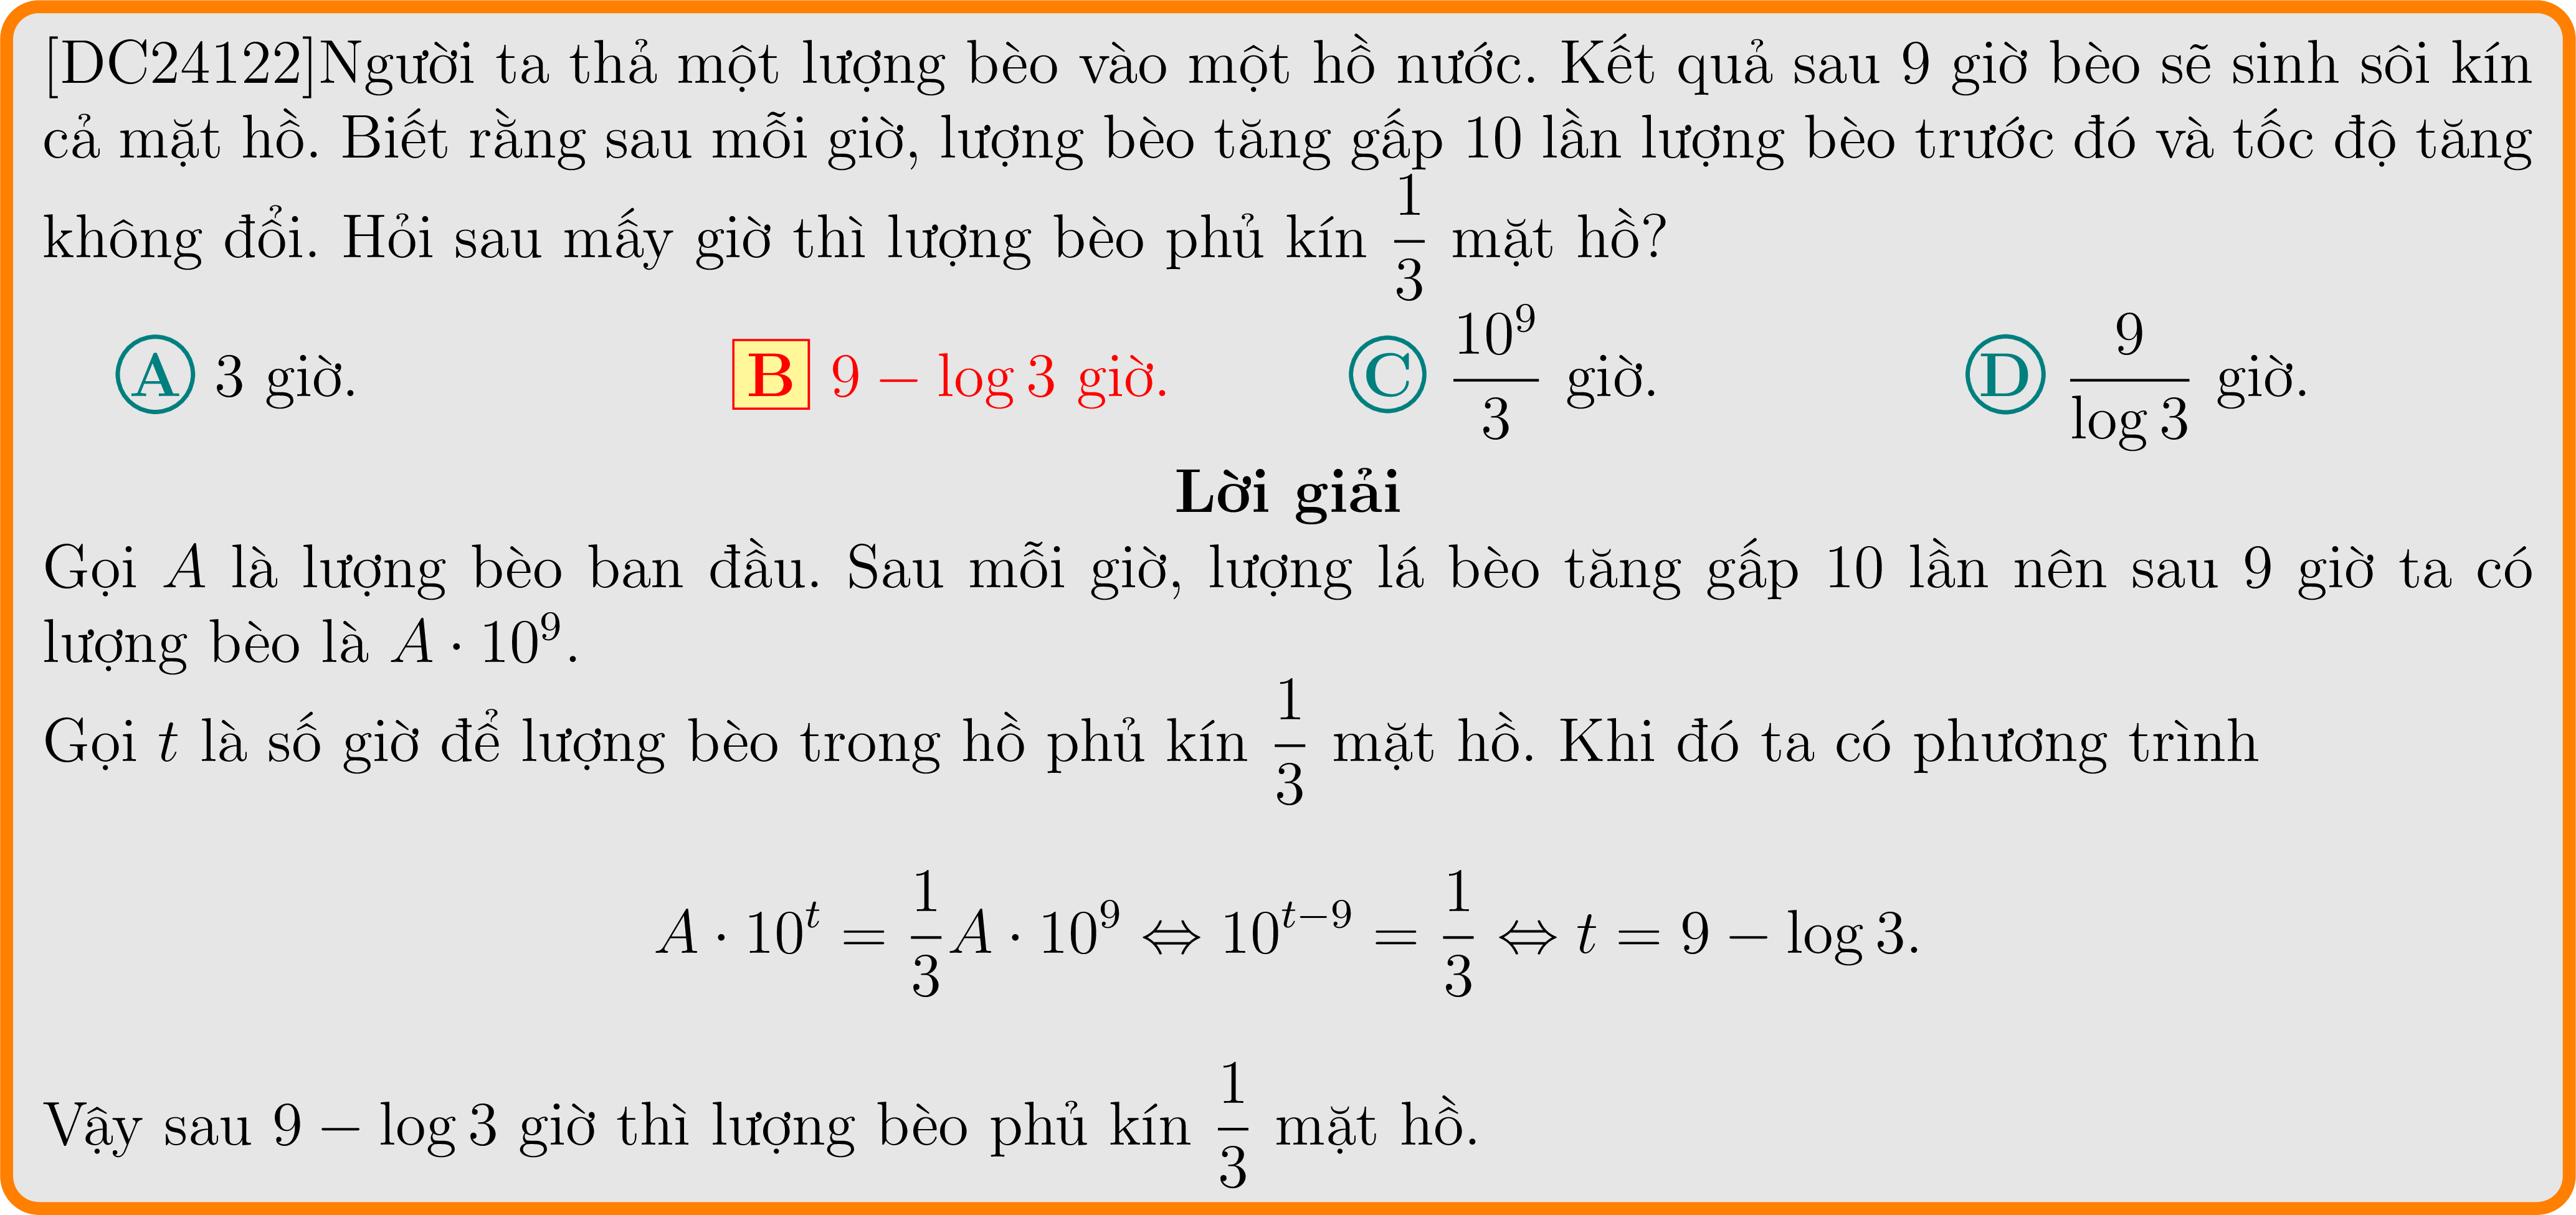 [DC24122]Người ta thả một lượng bèo vào một hồ nước. Kết quả sau 9 giờ bèo sẽ sinh sôi kín
cả mặt hồ. Biết rằng sau mỗi giờ, lượng bèo tăng gấp 10 lần lượng bèo trước đó và tốc độ tăng
không đổi. Hỏi sau mấy giờ thì lượng bèo phủ kín $\frac{1}{3}$ mặt hồ?
A 3 giờ. B $9 - \log 3$ giờ. C $\frac{10^9}{3}$ giờ. D $\frac{9}{\log 3}$ giờ.
Lời giải
Gọi $A$ là lượng bèo ban đầu. Sau mỗi giờ, lượng lá bèo tăng gấp 10 lần nên sau 9 giờ ta có
lượng bèo là $A \cdot 10^9$.
Gọi $t$ là số giờ để lượng bèo trong hồ phủ kín $\frac{1}{3}$ mặt hồ. Khi đó ta có phương trình
$A \cdot 10^t = \frac{1}{3} A \cdot 10^9 \Leftrightarrow 10^{t-9} = \frac{1}{3} \Leftrightarrow t = 9 - \log 3.$
Vậy sau $9 - \log 3$ giờ thì lượng bèo phủ kín $\frac{1}{3}$ mặt hồ.